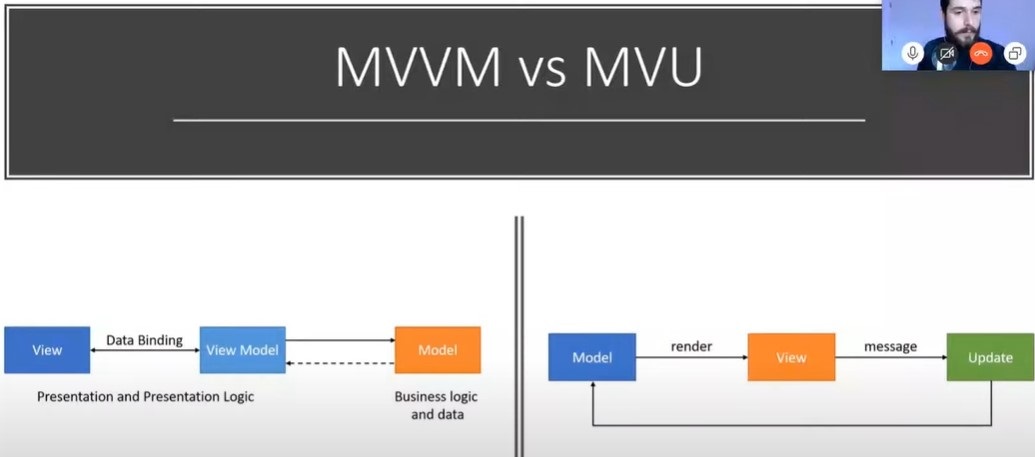 MVVM vs MVU
View
Data Binding
View Model
Model
Presentation and Presentation Logic
Business logic
and data
Model
render
View
message
Update